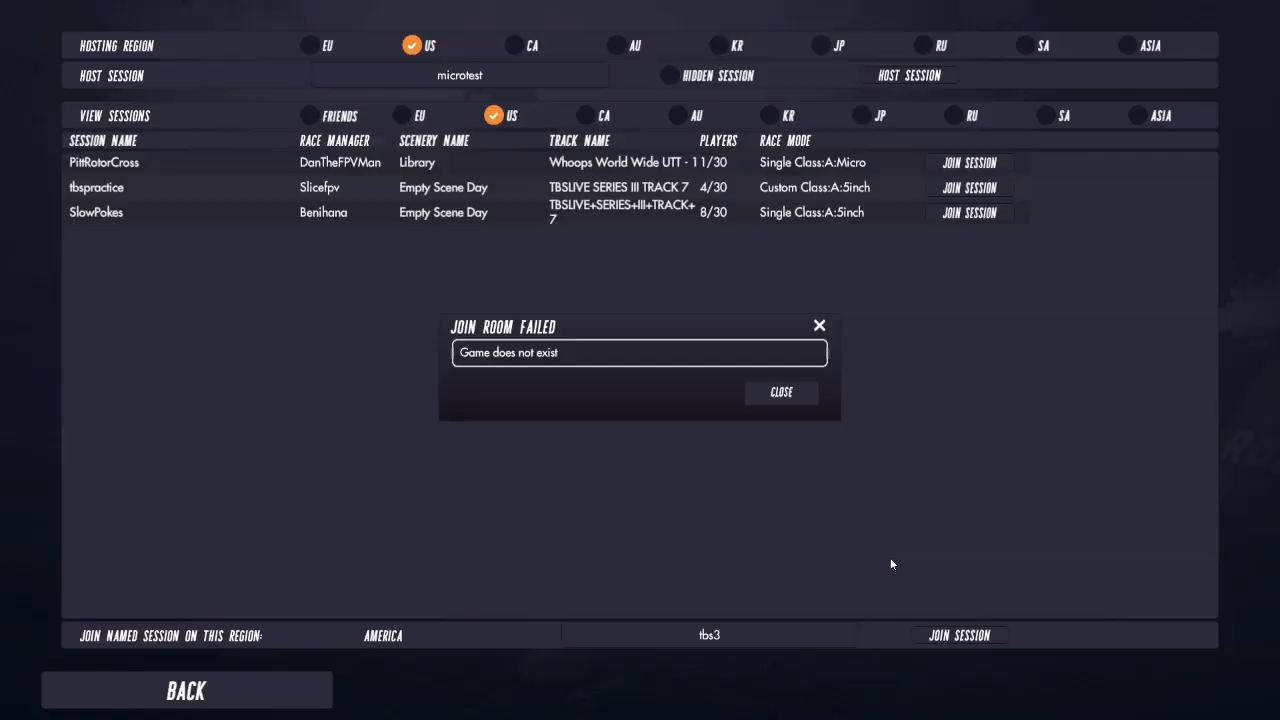 HOSTING REGION EU US CA AU KR JP RU SA ASIA
HOST SESSION microtest HIDDEN SESSION HOST SESSION
VIEW SESSIONS FRIENDS EU US CA AU KR JP RU SA ASIA
SESSION NAME RACE MANAGER SCENERY NAME TRACK NAME PLAYERS RACE MODE
PittRotorCross DanTheFPVMan Library Whoops World Wide UTT - 1 1/30 Single Class:A:Micro JOIN SESSION
tbspractice Slicefpv Empty Scene Day TBSLIVE SERIES III TRACK 7 4/30 Custom Class:A:5inch JOIN SESSION
SlowPokes Benihana Empty Scene Day TBSLIVE+SERIES+III+TRACK+ 8/30 Single Class:A:5inch JOIN SESSION
7
JOIN ROOM FAILED
Game does not exist
CLOSE
JOIN NAMED SESSION ON THIS REGION: AMERICA tbs3 JOIN SESSION
BACK